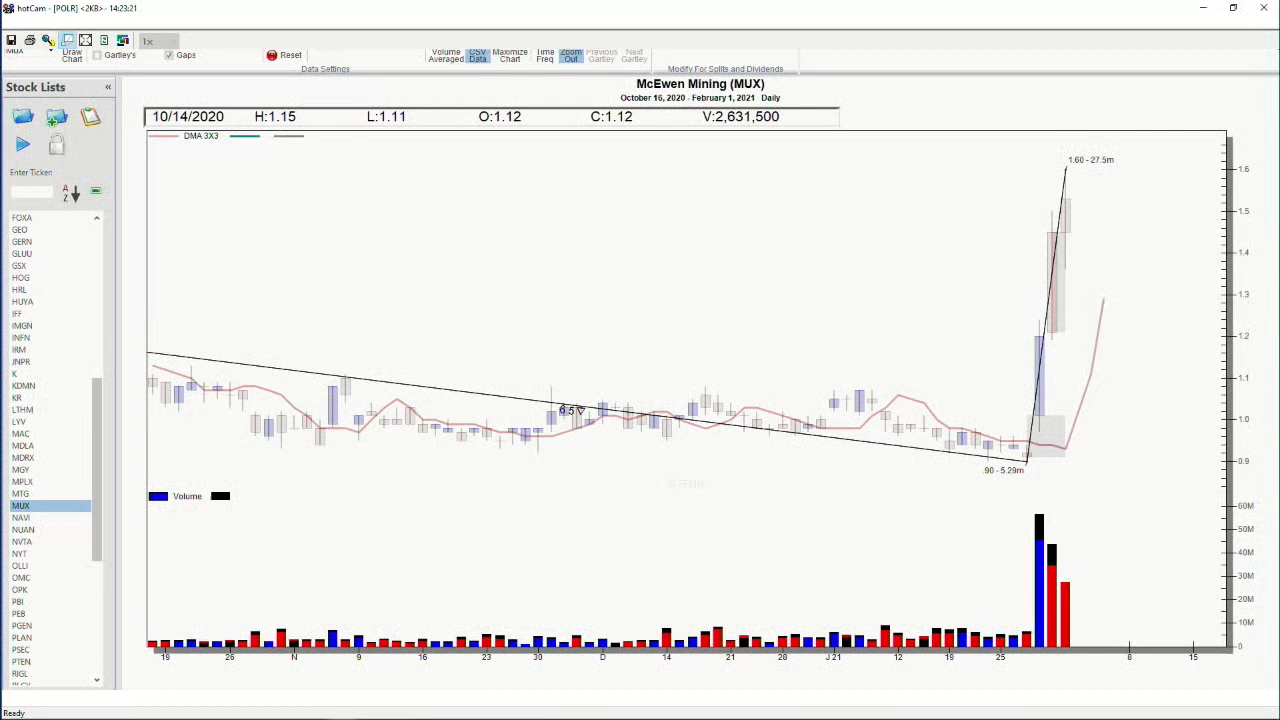 hotCam - [POLR] <2KB> - 14:23:21
1x
MUX
Draw
Chart
Gartley's
Gaps
Reset
Data Settings
Volume
Averaged
CSV
Data
Maximize
Chart
Time
Freq
Zoom
Out
Previous
Gartley
Next
Gartley
Modify For Splits and Dividends
Stock Lists
«
Enter Ticker:
A
Z
FOXA
GEO
GERN
GLUU
GSX
HOG
HRL
HUYA
IFF
IMGN
INFN
IRM
JNPR
K
KDMN
KR
LTHM
LYV
MAC
MDLA
MDRX
MGY
MPLX
MTG
MUX
NAVI
NUAN
NVTA
NYT
OLLI
OMC
OPK
PBI
PEB
PGEN
PLAN
PSEC
PTEN
RIGL
McEwen Mining (MUX)
October 16, 2020 - February 1, 2021 Daily
10/14/2020 H:1.15 L:1.11 O:1.12 C:1.12 V:2,631,500
DMA 3X3
1.60 - 27.5m
1.6
1.5
1.4
1.3
1.2
1.1
1.0
0.9
.90 - 5.29m
Volume
60M
50M
40M
30M
20M
10M
0
19 26 N 9 16 23 30 D 14 21 28 J 21 12 19 25 8 15
Ready